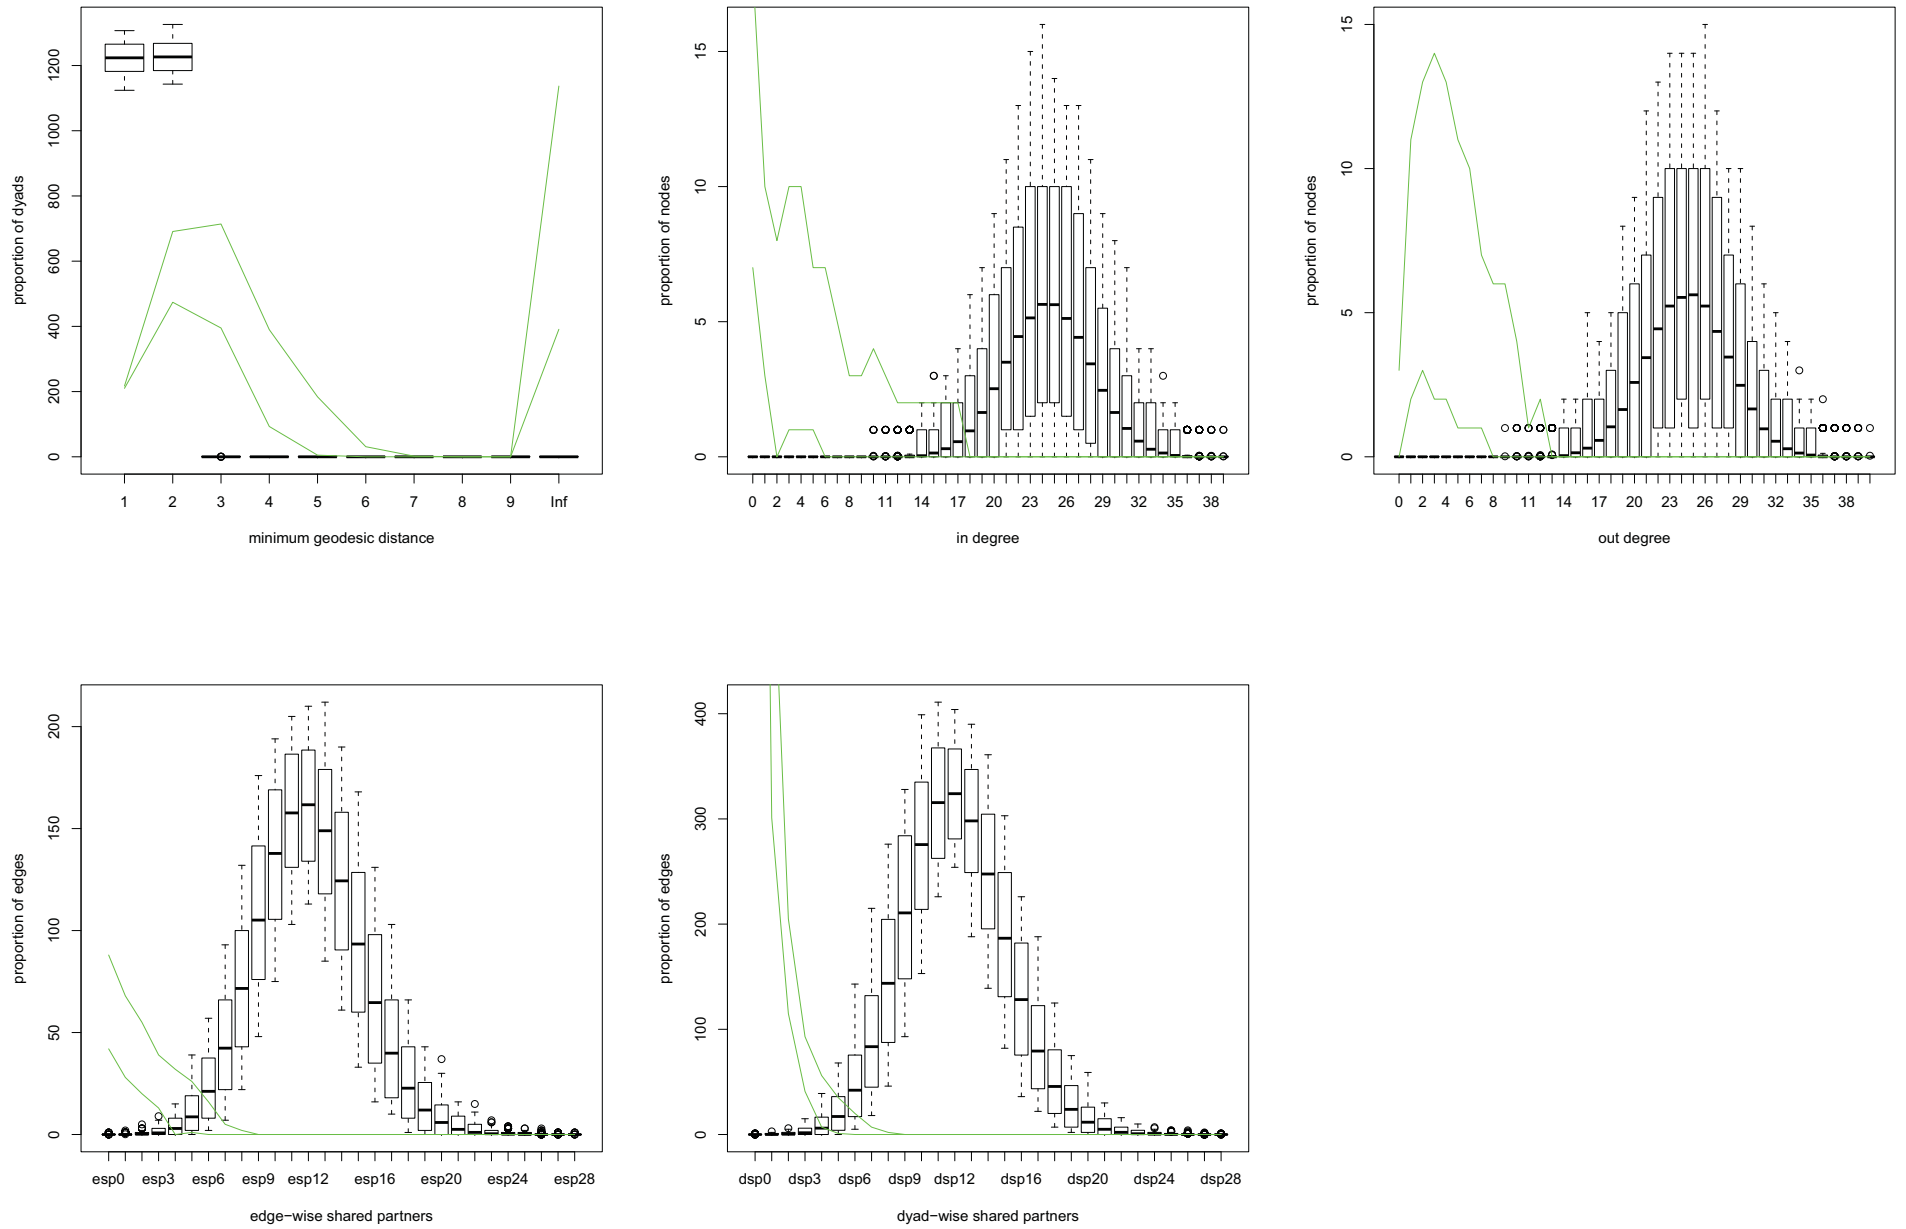 proportion of dyads
0 200 400 600 800 1000 1200
1 2 3 4 5 6 7 8 9 Inf
minimum geodesic distance
proportion of nodes
0 5 10 15
0 2 4 6 8 11 14 17 20 23 26 29 32 35 38
in degree
proportion of nodes
0 5 10 15
0 2 4 6 8 11 14 17 20 23 26 29 32 35 38
out degree
proportion of edges
0 50 100 150 200
esp0 esp3 esp6 esp9 esp12 esp16 esp20 esp24 esp28
edge−wise shared partners
proportion of edges
0 100 200 300 400
dsp0 dsp3 dsp6 dsp9 dsp12 dsp16 dsp20 dsp24 dsp28
dyad−wise shared partners